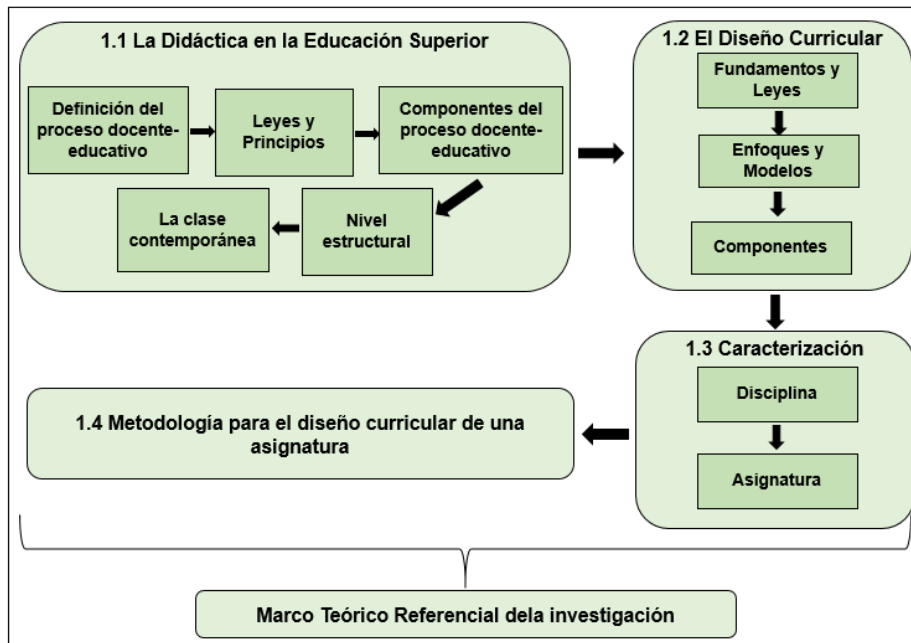 1.1 La Didáctica en la Educación Superior
Definición del
proceso docente-
educativo
Leyes y
Principios
Componentes del
proceso docente-
educativo
La clase
contemporánea
Nivel
estructural
1.2 El Diseño Curricular
Fundamentos y
Leyes
Enfoques y
Modelos
Componentes
1.3 Caracterización
Disciplina
Asignatura
1.4 Metodología para el diseño curricular de una
asignatura
Marco Teórico Referencial dela investigación